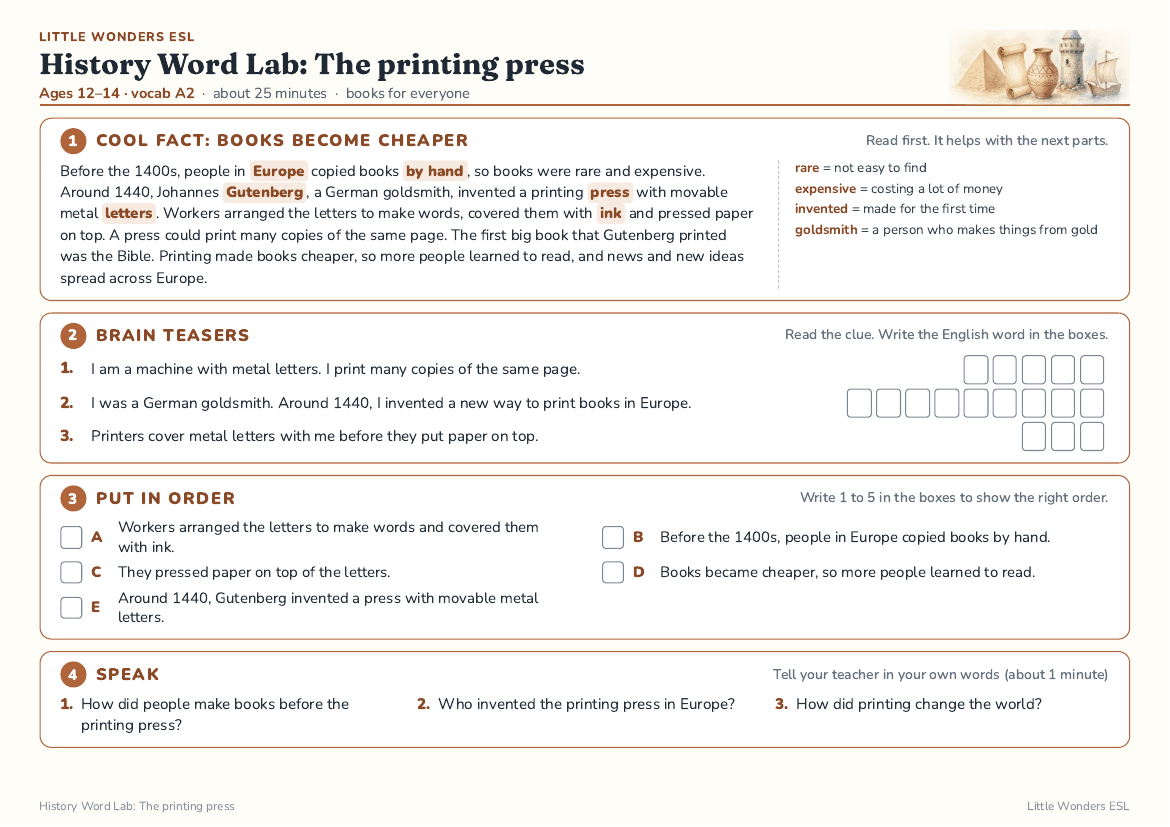 LITTLE WONDERS ESL
History Word Lab: The printing press
Ages 12–14 · vocab A2 · about 25 minutes · books for everyone
1 COOL FACT: BOOKS BECOME CHEAPER
Read first. It helps with the next parts.
Before the 1400s, people in Europe copied books by hand, so books were rare and expensive.
Around 1440, Johannes Gutenberg, a German goldsmith, invented a printing press with movable
metal letters. Workers arranged the letters to make words, covered them with ink and pressed paper
on top. A press could print many copies of the same page. The first big book that Gutenberg printed
was the Bible. Printing made books cheaper, so more people learned to read, and news and new ideas
spread across Europe.
rare = not easy to find
expensive = costing a lot of money
invented = made for the first time
goldsmith = a person who makes things from gold
2 BRAIN TEASERS
Read the clue. Write the English word in the boxes.
1. I am a machine with metal letters. I print many copies of the same page.
2. I was a German goldsmith. Around 1440, I invented a new way to print books in Europe.
3. Printers cover metal letters with me before they put paper on top.
3 PUT IN ORDER
Write 1 to 5 in the boxes to show the right order.
A Workers arranged the letters to make words and covered them
with ink.
B Before the 1400s, people in Europe copied books by hand.
C They pressed paper on top of the letters.
D Books became cheaper, so more people learned to read.
E Around 1440, Gutenberg invented a press with movable metal
letters.
4 SPEAK
Tell your teacher in your own words (about 1 minute)
1. How did people make books before the
printing press?
2. Who invented the printing press in Europe?
3. How did printing change the world?
History Word Lab: The printing press
Little Wonders ESL